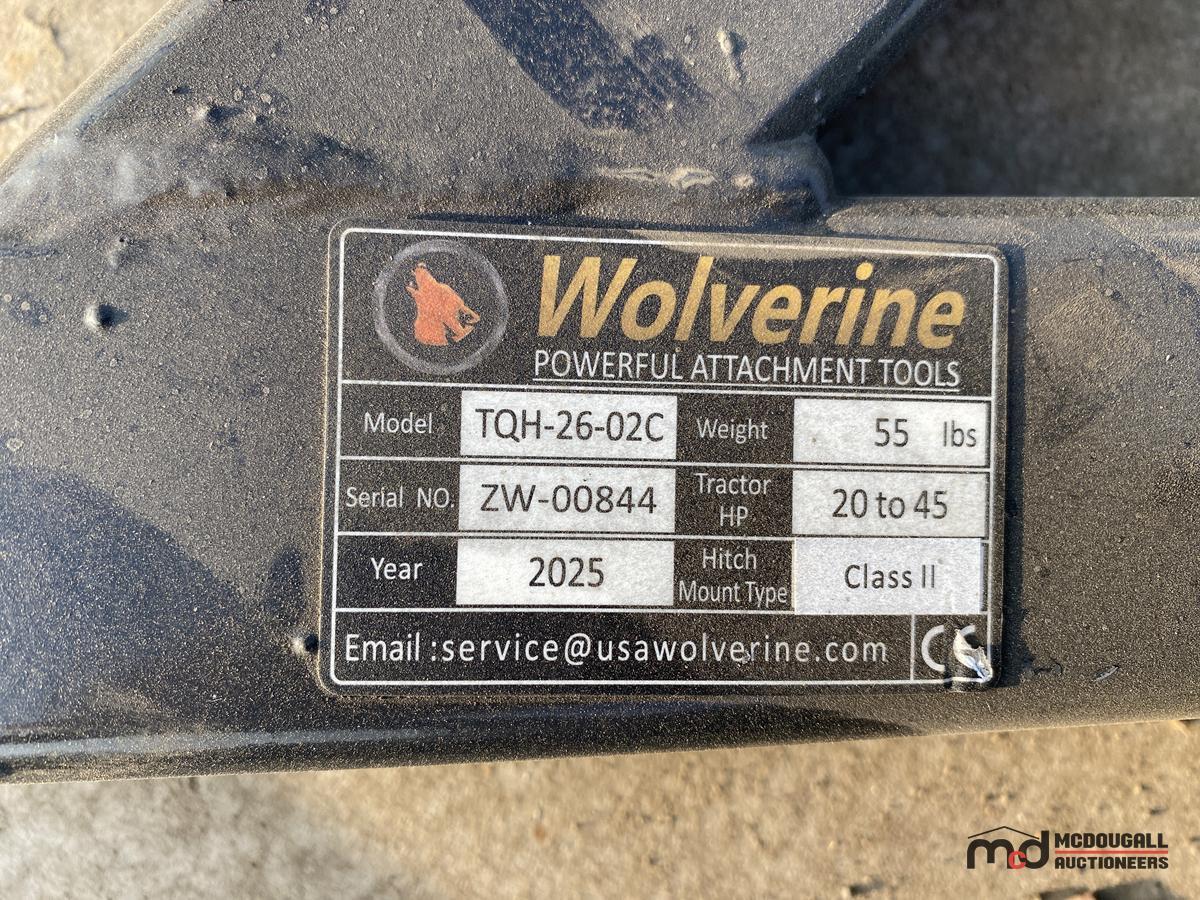 Wolverine
POWERFUL ATTACHMENT TOOLS
Model TQH-26-02C Weight 55 lbs
Serial NO. ZW-00844 Tractor HP 20 to 45
Year 2025 Hitch Mount Type Class II
Email :service@usawolverine.com CE
mcd MCDOUGALL
AUCTIONEERS